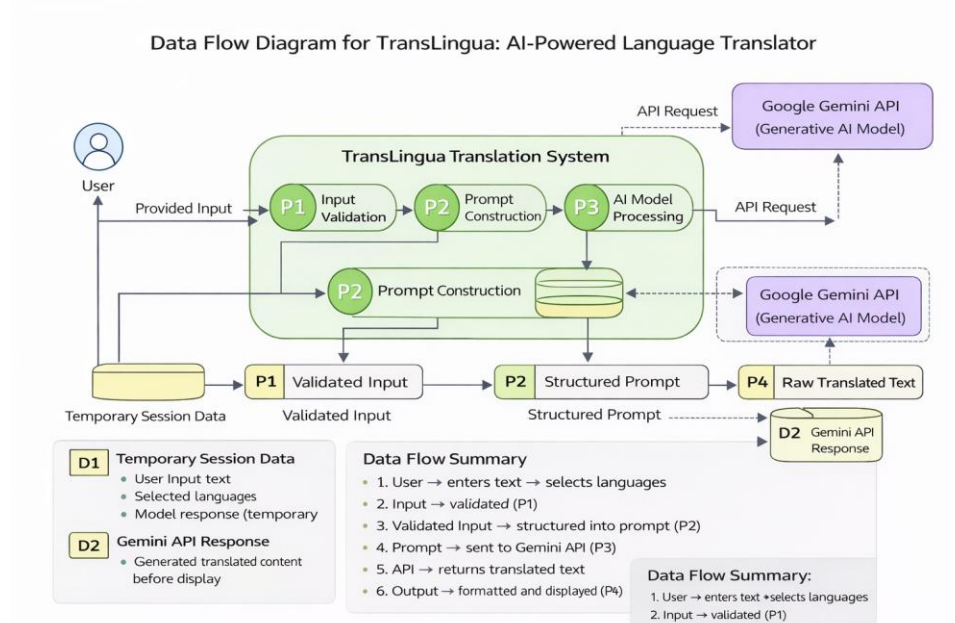 Data Flow Diagram for TransLingua: AI-Powered Language Translator
User
Provided Input
TransLingua Translation System
P1 Input
Validation
P2 Prompt
Construction
P3 AI Model
Processing
API Request
Google Gemini API
(Generative AI Model)
API Request
P2 Prompt Construction
Google Gemini API
(Generative AI Model)
Temporary Session Data
P1 Validated Input
Validated Input
P2 Structured Prompt
Structured Prompt
P4 Raw Translated Text
D2 Gemini API
Response
D1 Temporary Session Data
• User Input text
• Selected languages
• Model response (temporary
D2 Gemini API Response
• Generated translated content
before display
Data Flow Summary
• 1. User → enters text → selects languages
• 2. Input → validated (P1)
• 3. Validated Input → structured into prompt (P2)
• 4. Prompt → sent to Gemini API (P3)
• 5. API → returns translated text
• 6. Output → formatted and displayed (P4)
Data Flow Summary:
1. User → enters text →selects languages
2. Input → validated (P1)